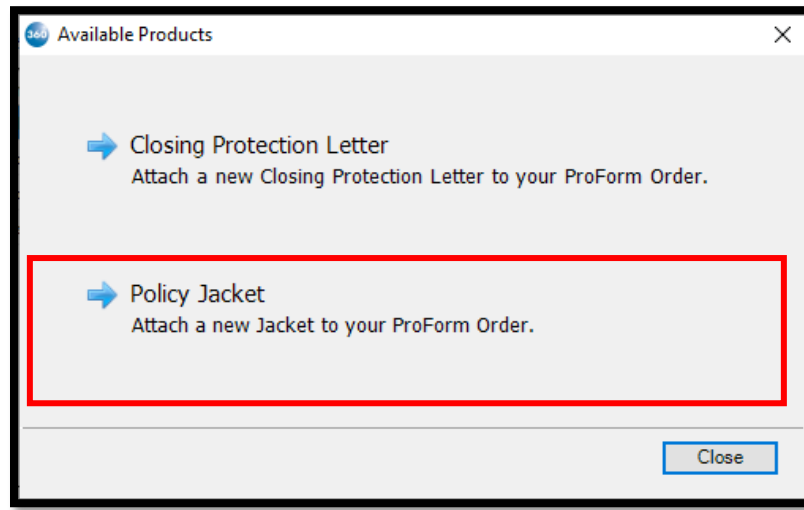 360 Available Products
Closing Protection Letter
Attach a new Closing Protection Letter to your ProForm Order.
Policy Jacket
Attach a new Jacket to your ProForm Order.
Close